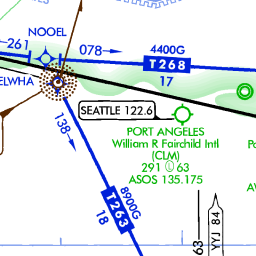 NOOEL
261
078
4400G
T268
17
ELWHA
SEATTLE 122.6
138
PORT ANGELES
William R Fairchild Intl
(CLM)
291 63
ASOS 135.175
8900G
T263
18
YYJ 84
63